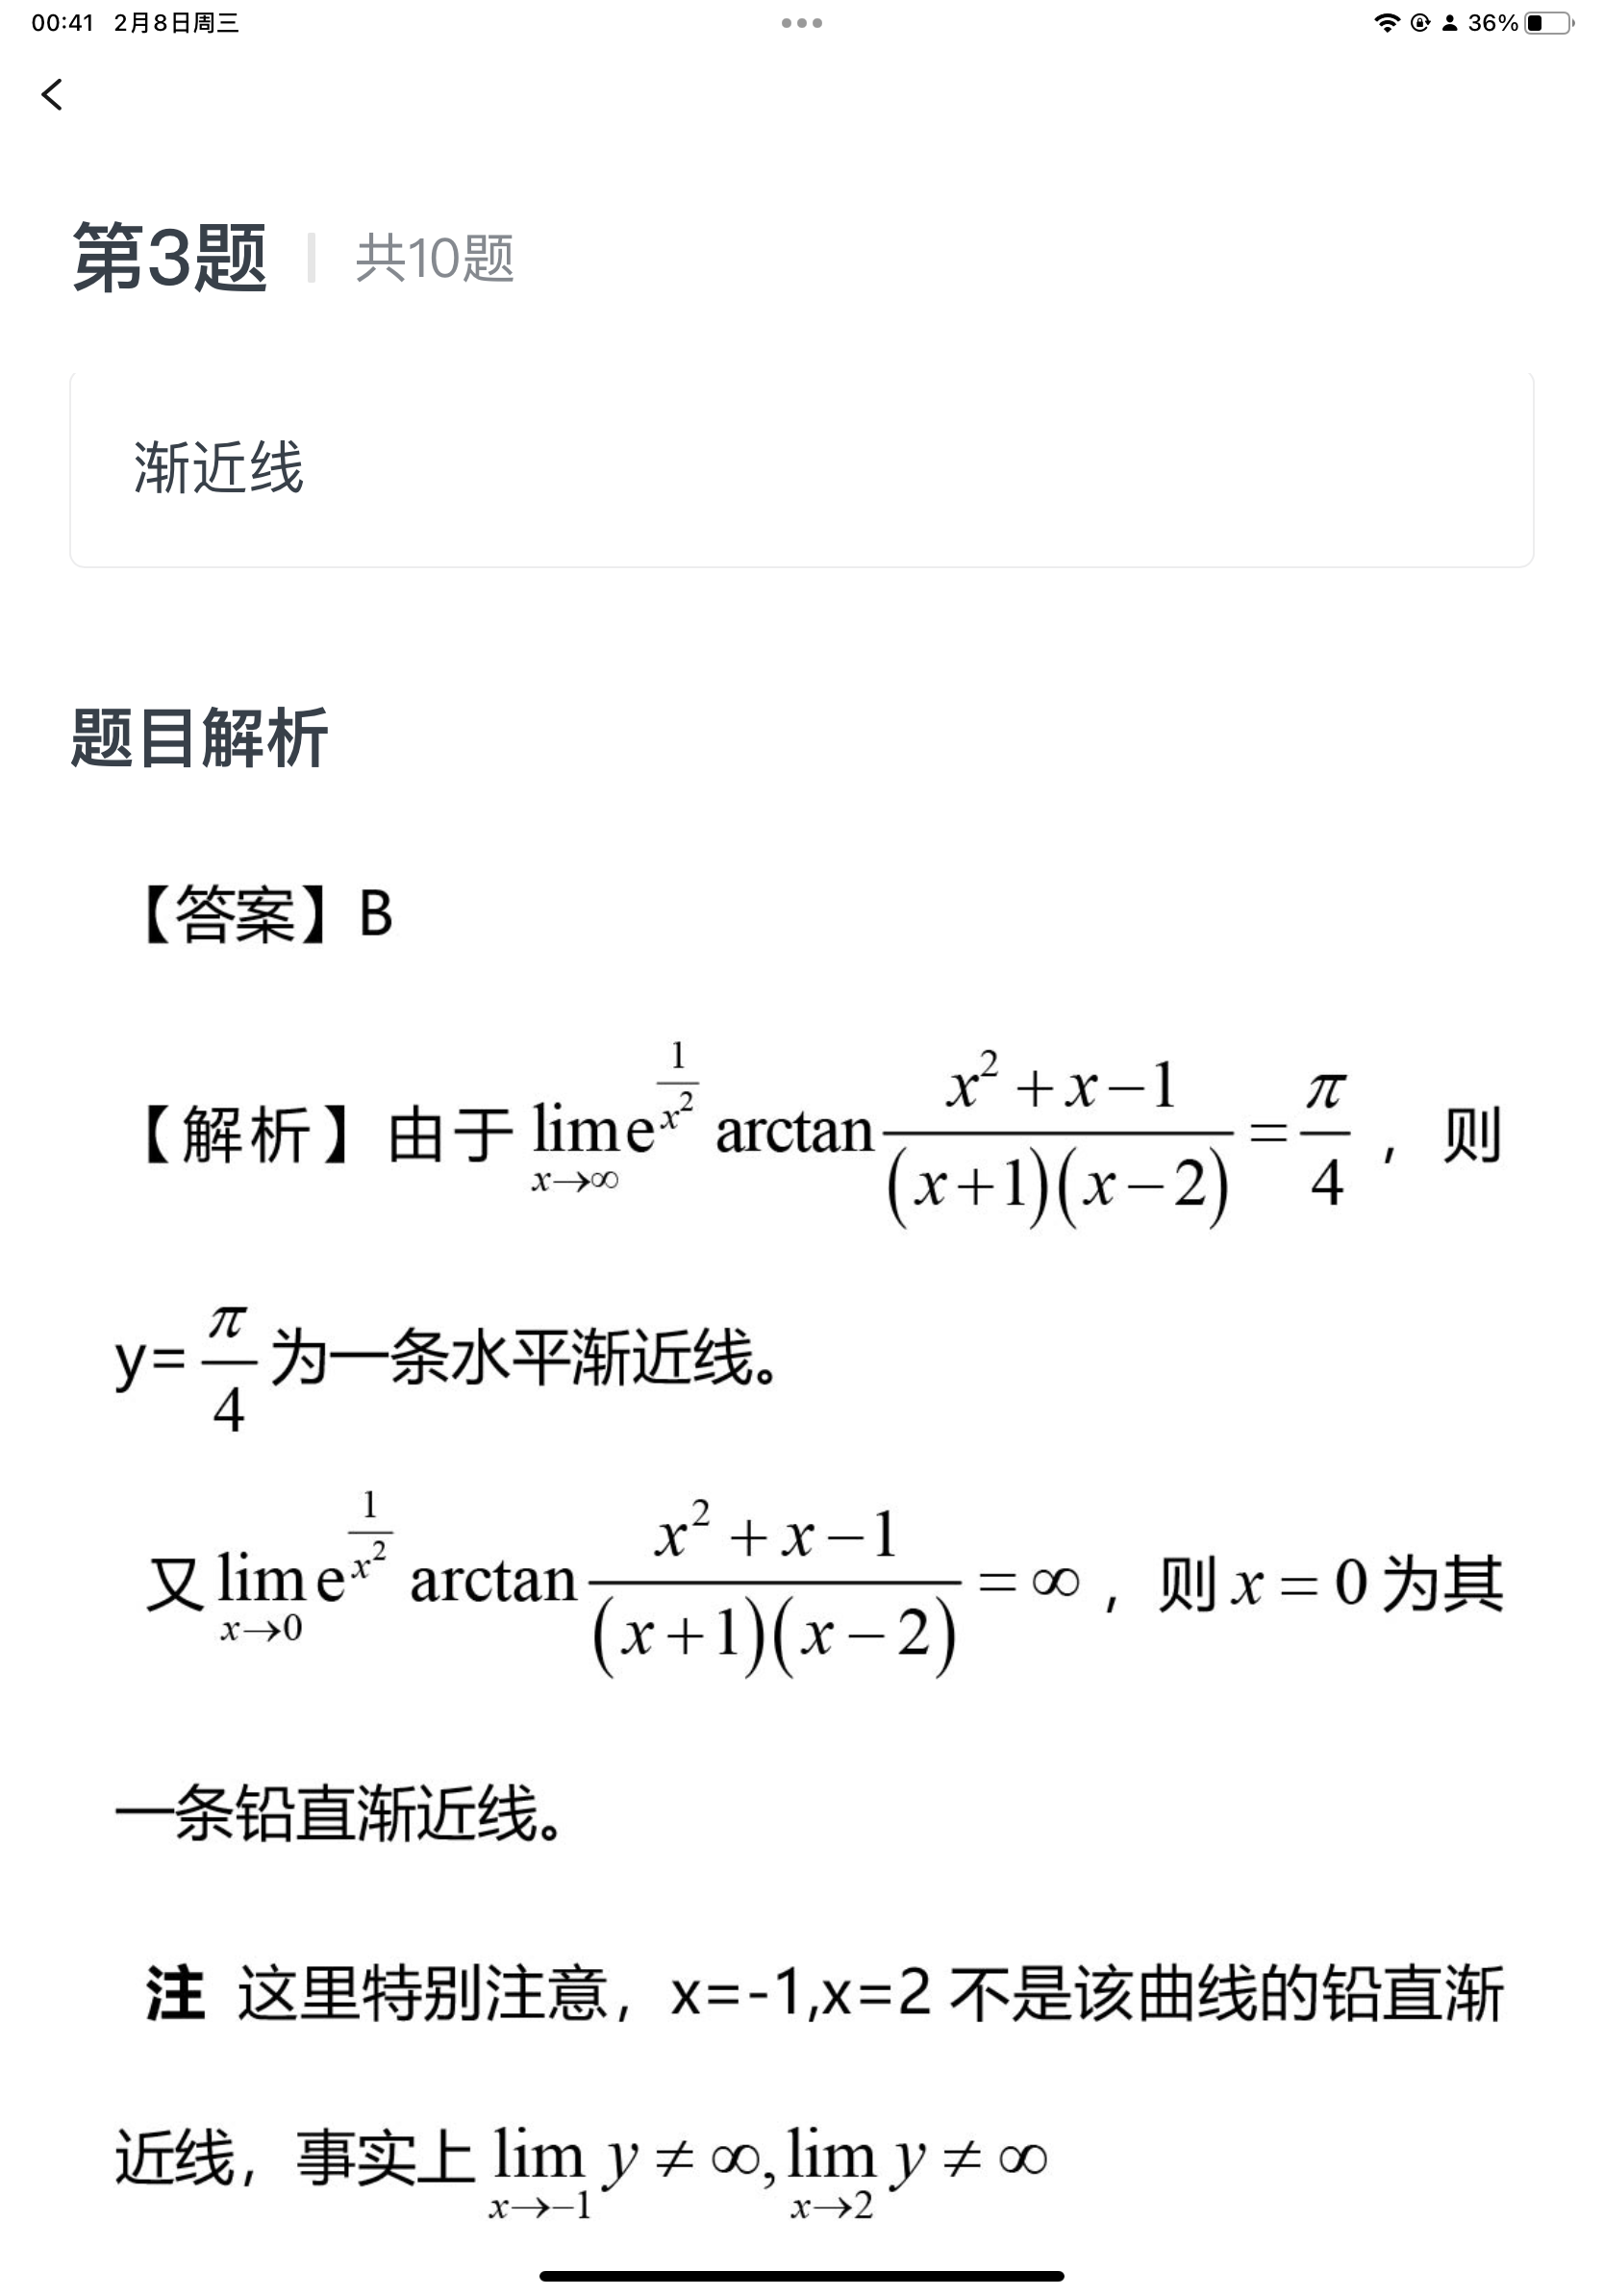 00:41 2月8日周三 36%
第3题 共10题
渐近线
题目解析
【答案】B
【解析】由于 $\lim_{x\to\infty} e^{\frac{1}{x^2}} \arctan\frac{x^2+x-1}{(x+1)(x-2)}=\frac{\pi}{4}$ ，则
y=$\frac{\pi}{4}$为一条水平渐近线。
又 $\lim_{x\to 0} e^{\frac{1}{x^2}} \arctan\frac{x^2+x-1}{(x+1)(x-2)}=\infty$ ，则 $x=0$ 为其
一条铅直渐近线。
注 这里特别注意，x=-1,x=2 不是该曲线的铅直渐
近线，事实上 $\lim_{x\to -1} y\neq\infty, \lim_{x\to 2} y\neq\infty$